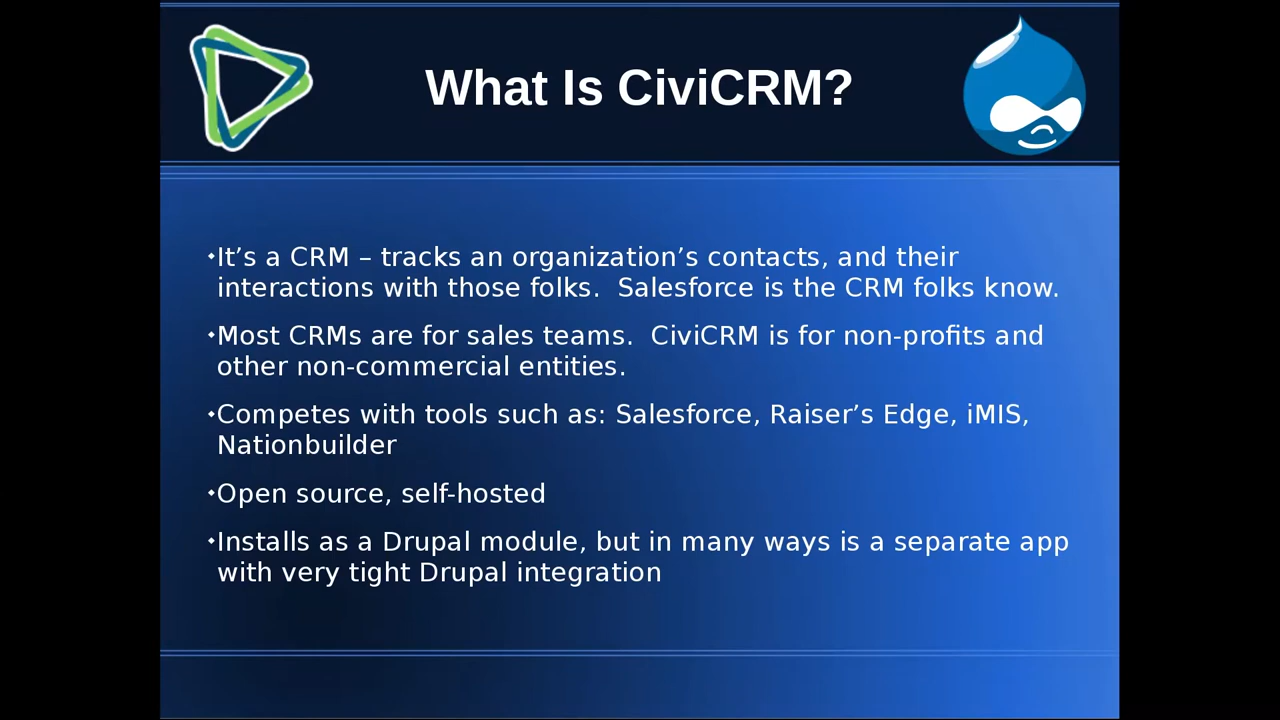 What Is CiviCRM?
It’s a CRM – tracks an organization’s contacts, and their
interactions with those folks.  Salesforce is the CRM folks know.
Most CRMs are for sales teams.  CiviCRM is for non-profits and
other non-commercial entities.
Competes with tools such as: Salesforce, Raiser’s Edge, iMIS,
Nationbuilder
Open source, self-hosted
Installs as a Drupal module, but in many ways is a separate app
with very tight Drupal integration